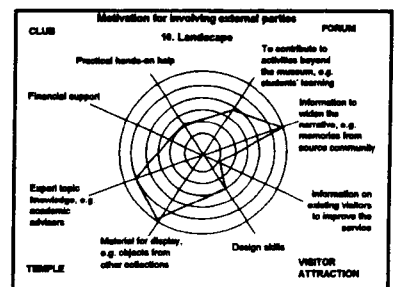 Motivation for involving external parties
CLUB
FORUM
10. Landscape
Practical hands-on help
To contribute to
activities beyond
the museum, e.g.
students' learning
Financial support
Information to
widen the
narrative, e.g.
memories from
source community
Expert topic
knowledge, e.g.
academic
advisers
Information on
existing visitors
to improve the
service
Material for display,
e.g. objects from
other collections
Design skills
TEMPLE
VISITOR
ATTRACTION